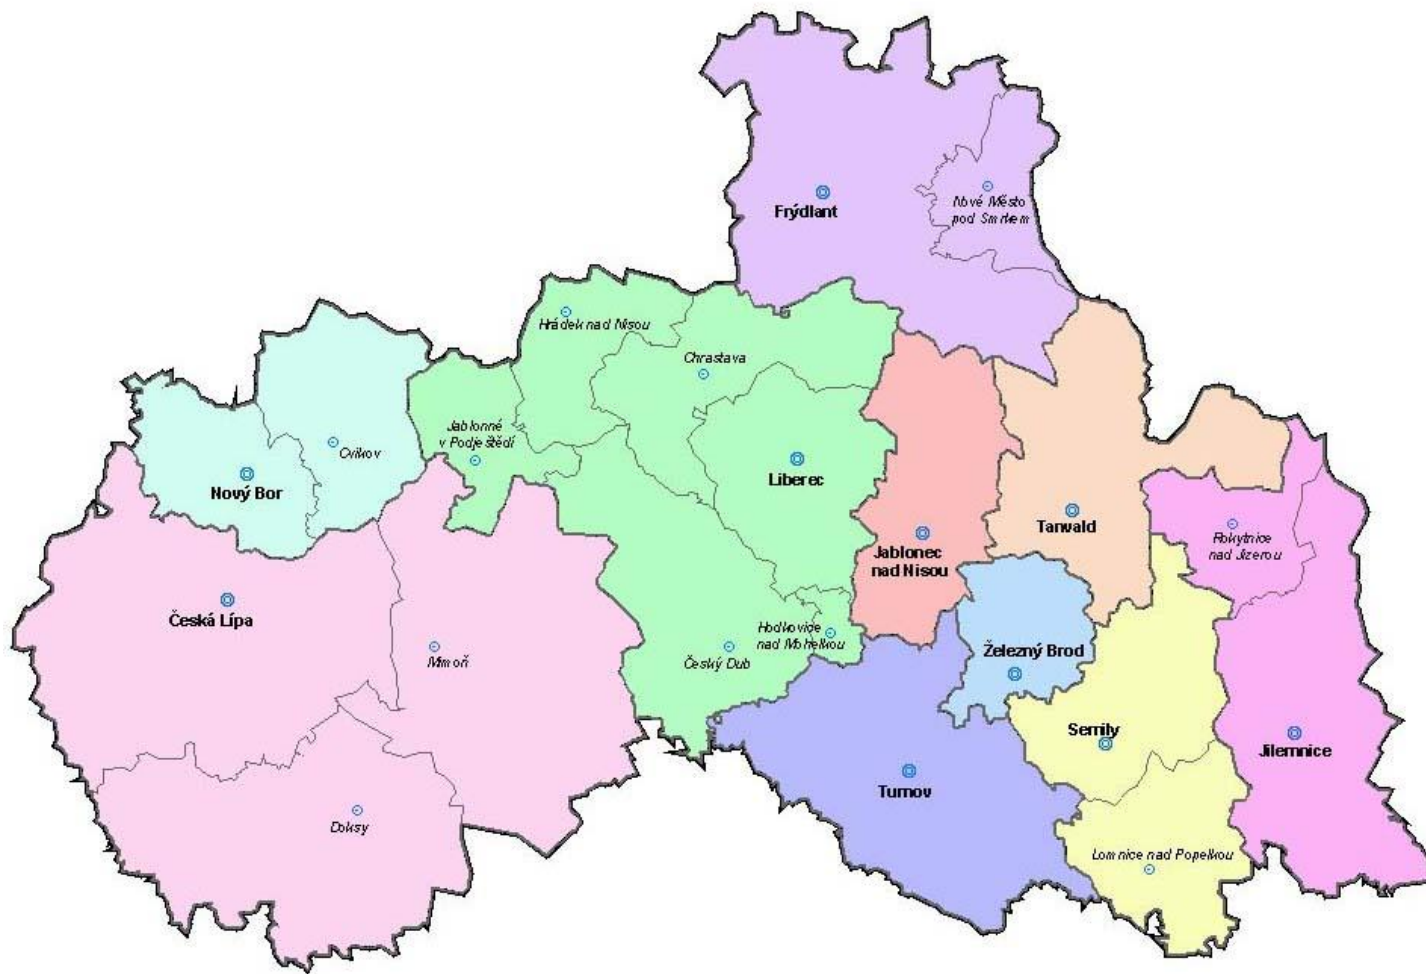 Frýdlant
Nové Město
pod Smrkem
Hrádek nad Nisou
Chrastava
Jablonné
v Podještědí
Cvikov
Nový Bor
Liberec
Tanvald
Rokytnice
nad Jizerou
Jablonec
nad Nisou
Česká Lípa
Hodkovice
nad Mohelkou
Mimoň
Český Dub
Železný Brod
Semily
Jilemnice
Turnov
Doksy
Lomnice nad Popelkou